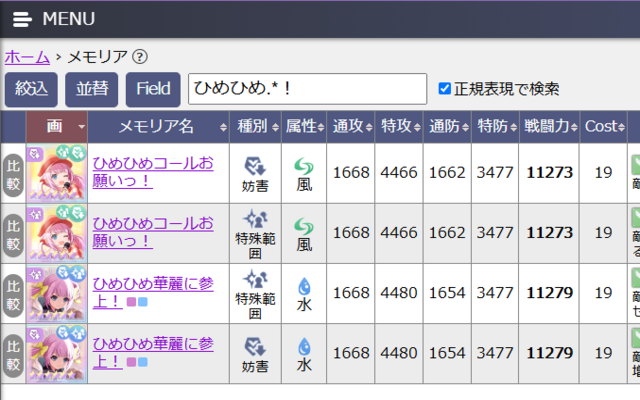 MENU
ホーム › メモリア ?
絞込 並替 Field ひめひめ.*！ 正規表現で検索
画 メモリア名 種別 属性 通攻 特攻 通防 特防 戦闘力 Cost
比較 ひめひめコールお願いっ！ 妨害 風 1668 4466 1662 3477 11273 19 敵
比較 ひめひめコールお願いっ！ 特殊範囲 風 1668 4466 1662 3477 11273 19 敵 る
比較 ひめひめ華麗に参上！ 特殊範囲 水 1668 4480 1654 3477 11279 19 敵 セ
比較 ひめひめ華麗に参上！ 妨害 水 1668 4480 1654 3477 11279 19 敵 増